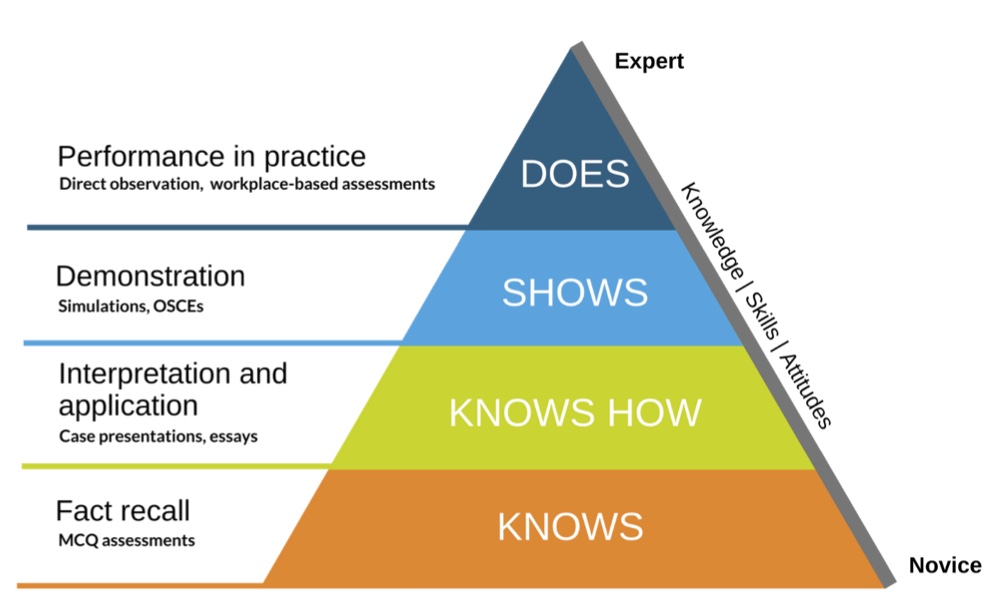 Expert
Performance in practice
Direct observation, workplace-based assessments
DOES
Knowledge | Skills | Attitudes
Demonstration
Simulations, OSCEs
SHOWS
Interpretation and
application
Case presentations, essays
KNOWS HOW
Fact recall
MCQ assessments
KNOWS
Novice